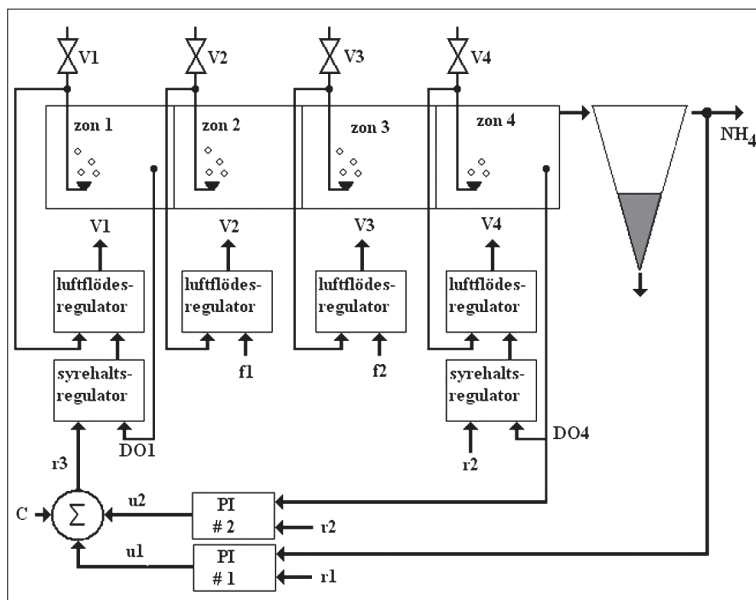 V1
V2
V3
V4
zon 1
zon 2
zon 3
zon 4
NH4
V1
V2
V3
V4
luftflödes-
regulator
luftflödes-
regulator
luftflödes-
regulator
luftflödes-
regulator
f1
f2
syrehalts-
regulator
syrehalts-
regulator
DO1
DO4
r3
r2
C
Σ
u2
PI
# 2
r2
u1
PI
# 1
r1